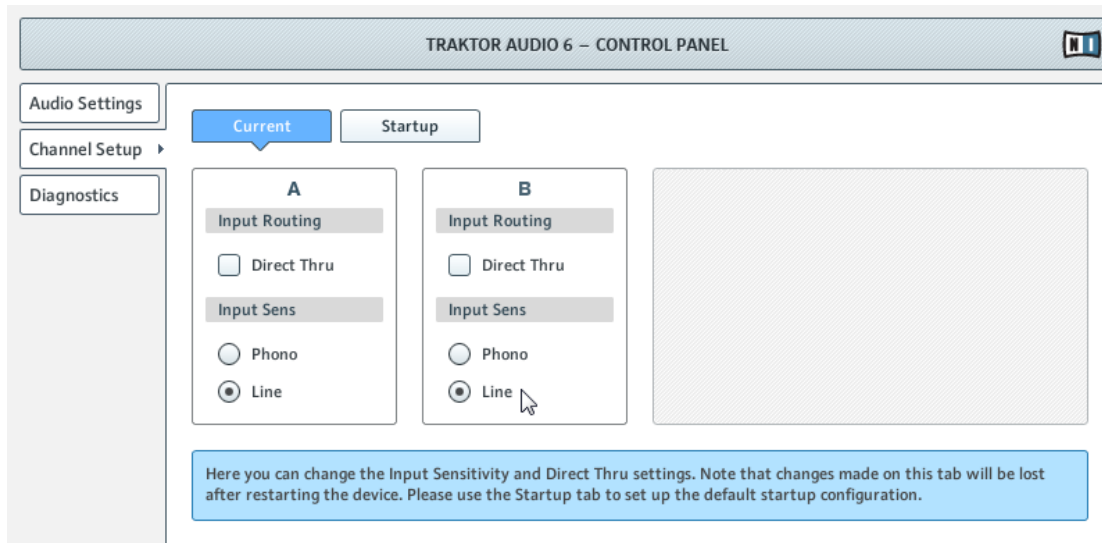 TRAKTOR AUDIO 6 – CONTROL PANEL
NI
Audio Settings
Channel Setup
Diagnostics
Current
Startup
A
Input Routing
Direct Thru
Input Sens
Phono
Line
B
Input Routing
Direct Thru
Input Sens
Phono
Line
Here you can change the Input Sensitivity and Direct Thru settings. Note that changes made on this tab will be lost
after restarting the device. Please use the Startup tab to set up the default startup configuration.